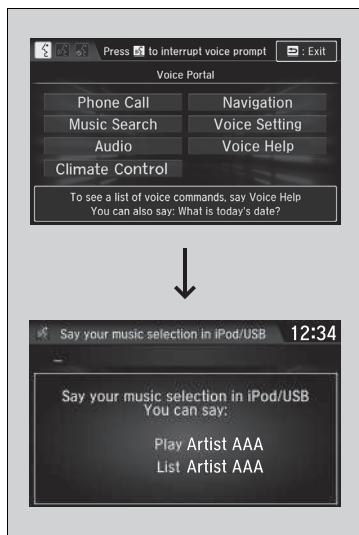 Press to interrupt voice prompt : Exit
Voice Portal
Phone Call Navigation
Music Search Voice Setting
Audio Voice Help
Climate Control
To see a list of voice commands, say Voice Help
You can also say: What is today's date?
Say your music selection in iPod/USB 12:34
Say your music selection in iPod/USB
You can say:
Play Artist AAA
List Artist AAA